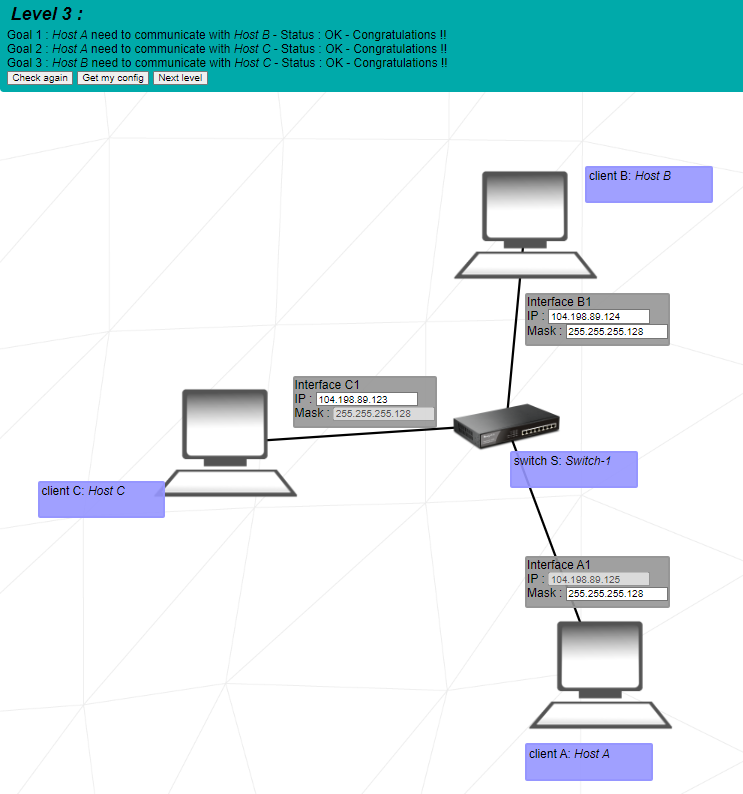 Level 3 :
Goal 1 : Host A need to communicate with Host B - Status : OK - Congratulations !!
Goal 2 : Host A need to communicate with Host C - Status : OK - Congratulations !!
Goal 3 : Host B need to communicate with Host C - Status : OK - Congratulations !!
Check again Get my config Next level
client B: Host B
Interface B1
IP : 104.198.89.124
Mask : 255.255.255.128
Interface C1
IP : 104.198.89.123
Mask : 255.255.255.128
switch S: Switch-1
client C: Host C
Interface A1
IP : 104.198.89.125
Mask : 255.255.255.128
client A: Host A